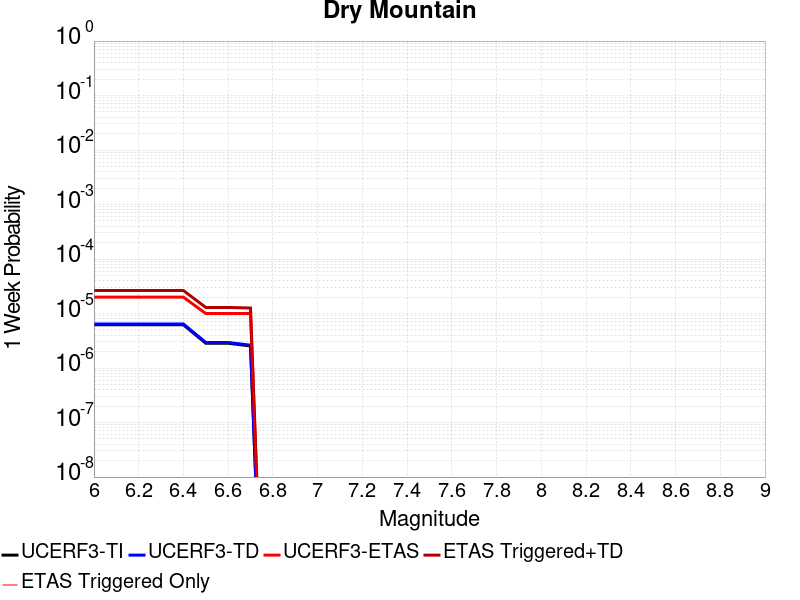 Dry Mountain
1 Week Probability
10^0
10^-1
10^-2
10^-3
10^-4
10^-5
10^-6
10^-7
10^-8
6 6.2 6.4 6.6 6.8 7 7.2 7.4 7.6 7.8 8 8.2 8.4 8.6 8.8 9
Magnitude
UCERF3-TI UCERF3-TD UCERF3-ETAS ETAS Triggered+TD
ETAS Triggered Only